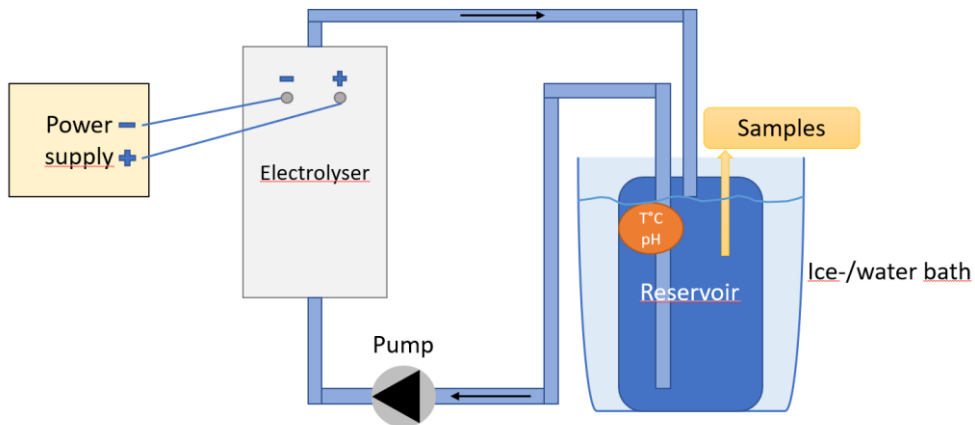 Power −
supply +
− +
Electrolyser
Pump
Samples
T°C
pH
Reservoir
Ice-/water bath